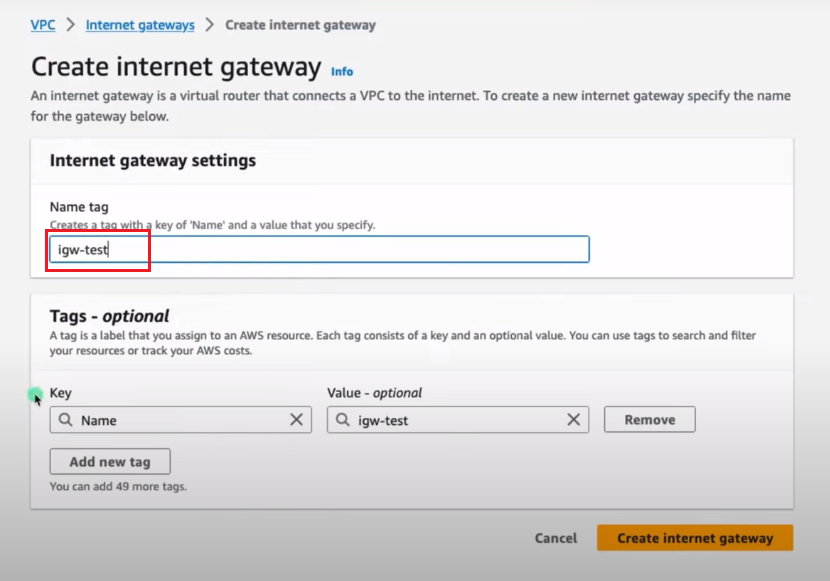 VPC > Internet gateways > Create internet gateway
Create internet gateway Info
An internet gateway is a virtual router that connects a VPC to the internet. To create a new internet gateway specify the name
for the gateway below.
Internet gateway settings
Name tag
Creates a tag with a key of 'Name' and a value that you specify.
igw-test
Tags - optional
A tag is a label that you assign to an AWS resource. Each tag consists of a key and an optional value. You can use tags to search and filter
your resources or track your AWS costs.
Key Value - optional
Name igw-test Remove
Add new tag
You can add 49 more tags.
Cancel Create internet gateway